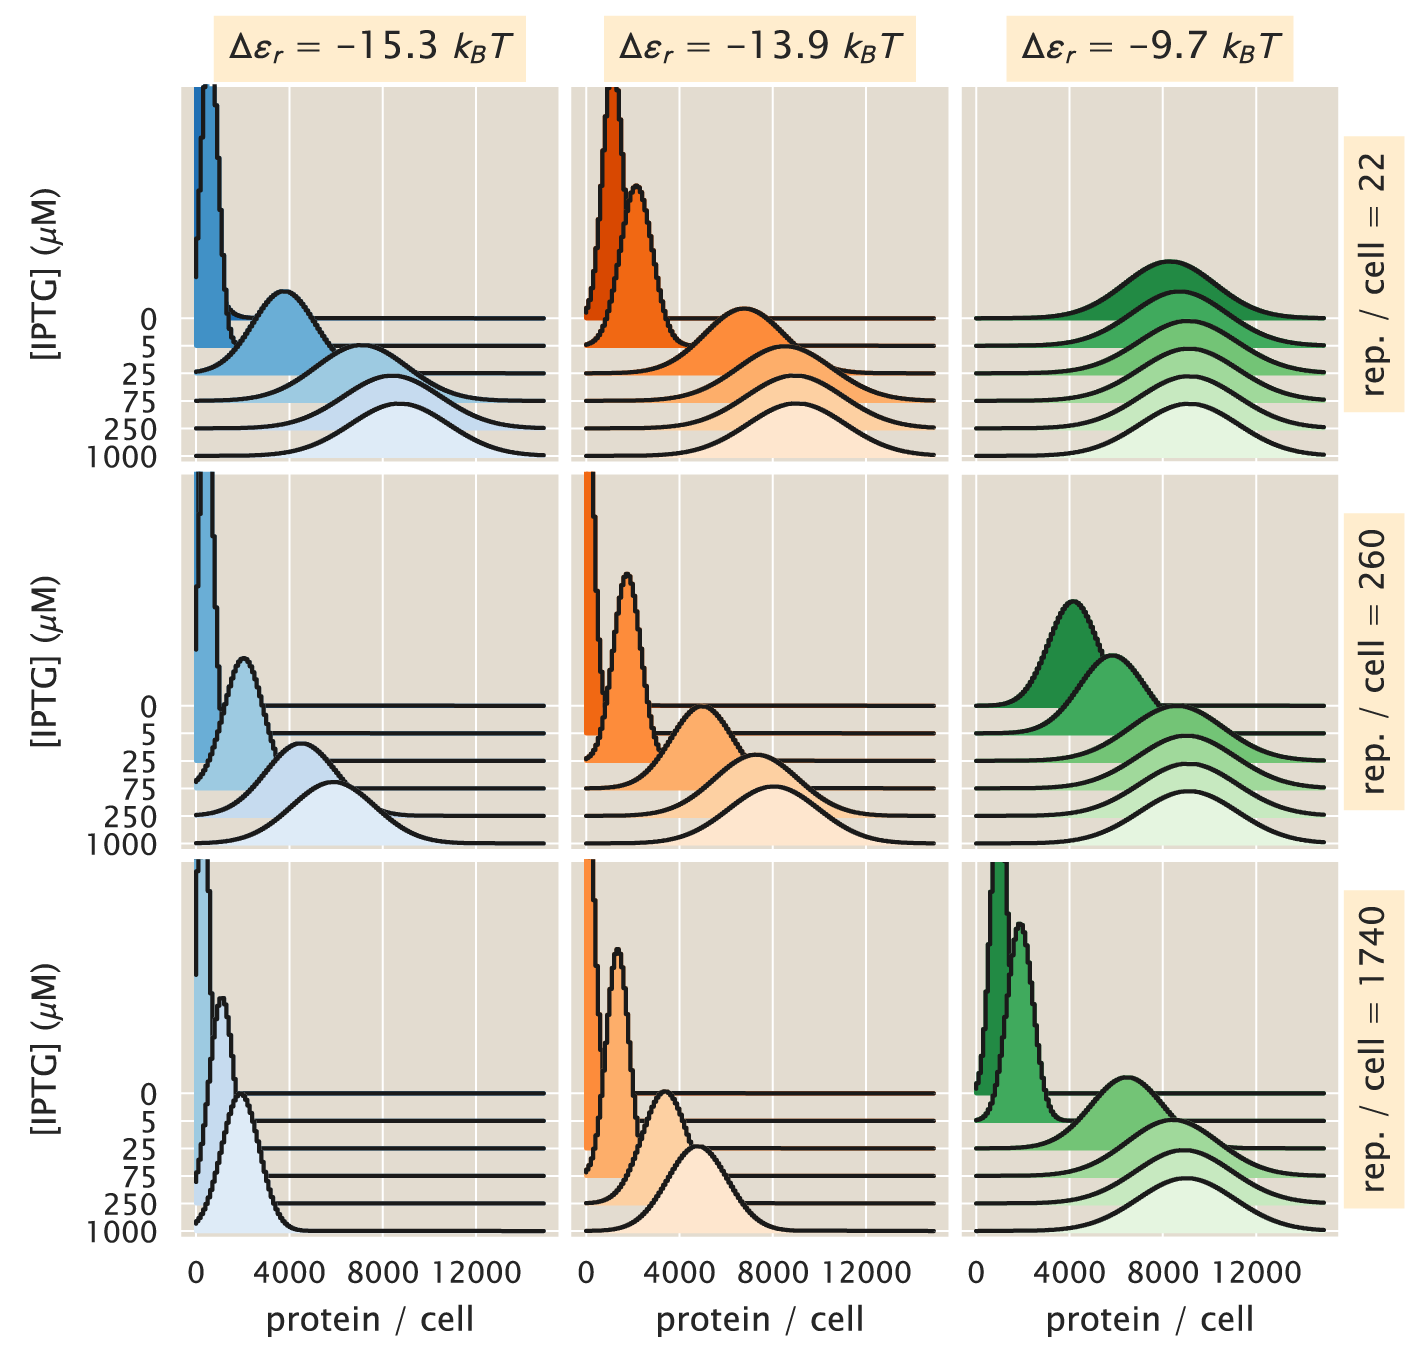 Δεr = −15.3 kBT
Δεr = −13.9 kBT
Δεr = −9.7 kBT
[IPTG] (μM)
0
5
25
75
250
1000
rep. / cell = 22
[IPTG] (μM)
0
5
25
75
250
1000
rep. / cell = 260
[IPTG] (μM)
0
5
25
75
250
1000
rep. / cell = 1740
0 4000 8000 12000
0 4000 8000 12000
0 4000 8000 12000
protein / cell
protein / cell
protein / cell